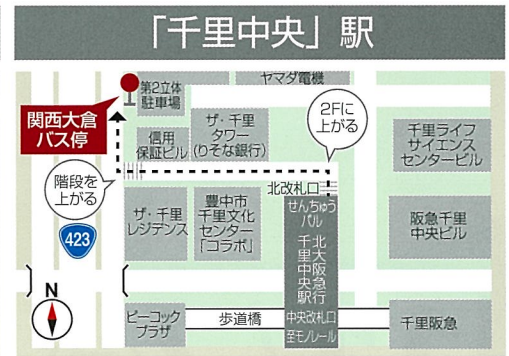 「千里中央」駅
第2立体
駐車場
ヤマダ電機
関西大倉
バス停
信用
保証ビル
ザ・千里
タワー
(りそな銀行)
2Fに
上がる
千里ライフ
サイエンス
センタービル
階段を
上がる
北改札口
ザ・千里
レジデンス
豊中市
千里文化
センター
「コラボ」
せんちゅう
パル
北大阪急行
千里中央駅
阪急千里
中央ビル
423
N
ピーコック
プラザ
歩道橋
中央改札口
至モノレール
千里阪急